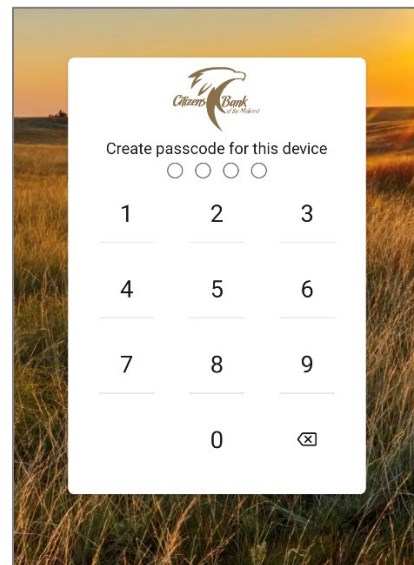 Citizens Bank
of the Midwest
Create passcode for this device
1 2 3
4 5 6
7 8 9
0